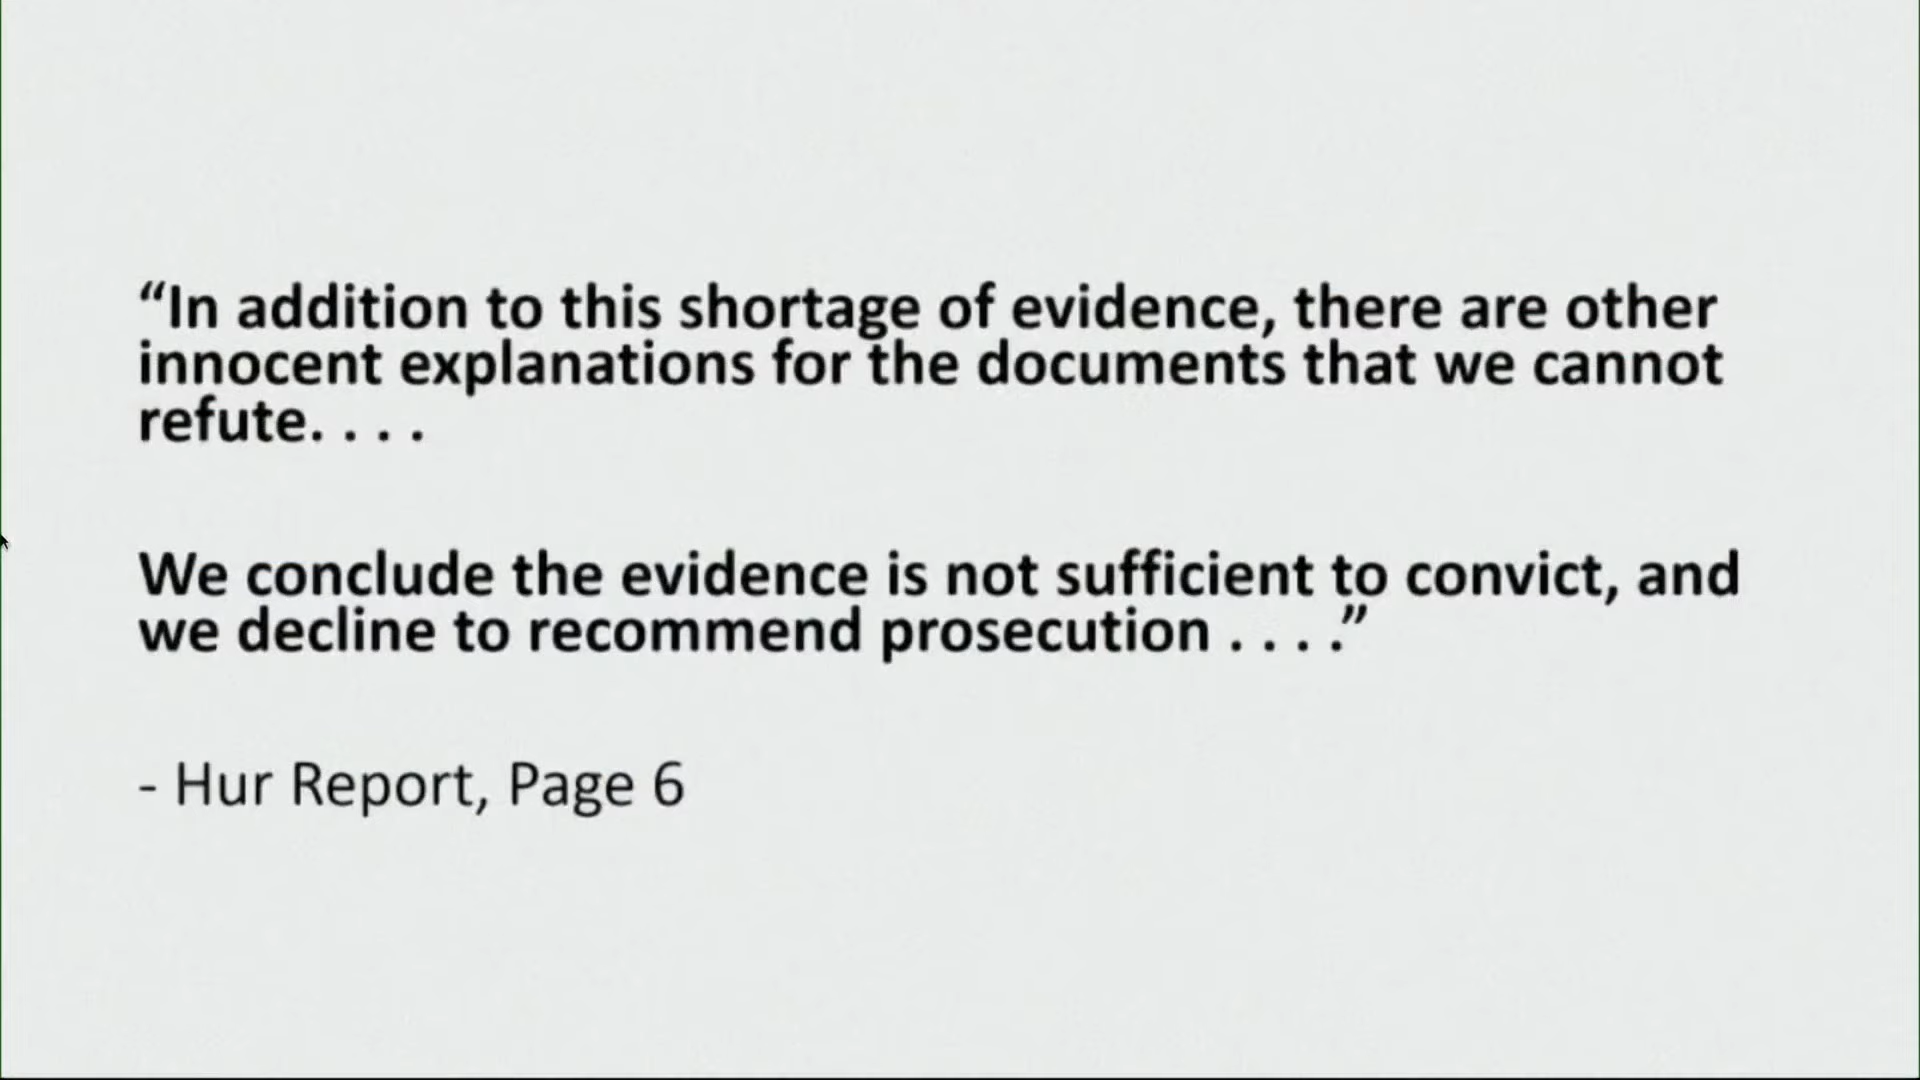 “In addition to this shortage of evidence, there are other
innocent explanations for the documents that we cannot
refute. . . .
We conclude the evidence is not sufficient to convict, and
we decline to recommend prosecution . . . .”
- Hur Report, Page 6